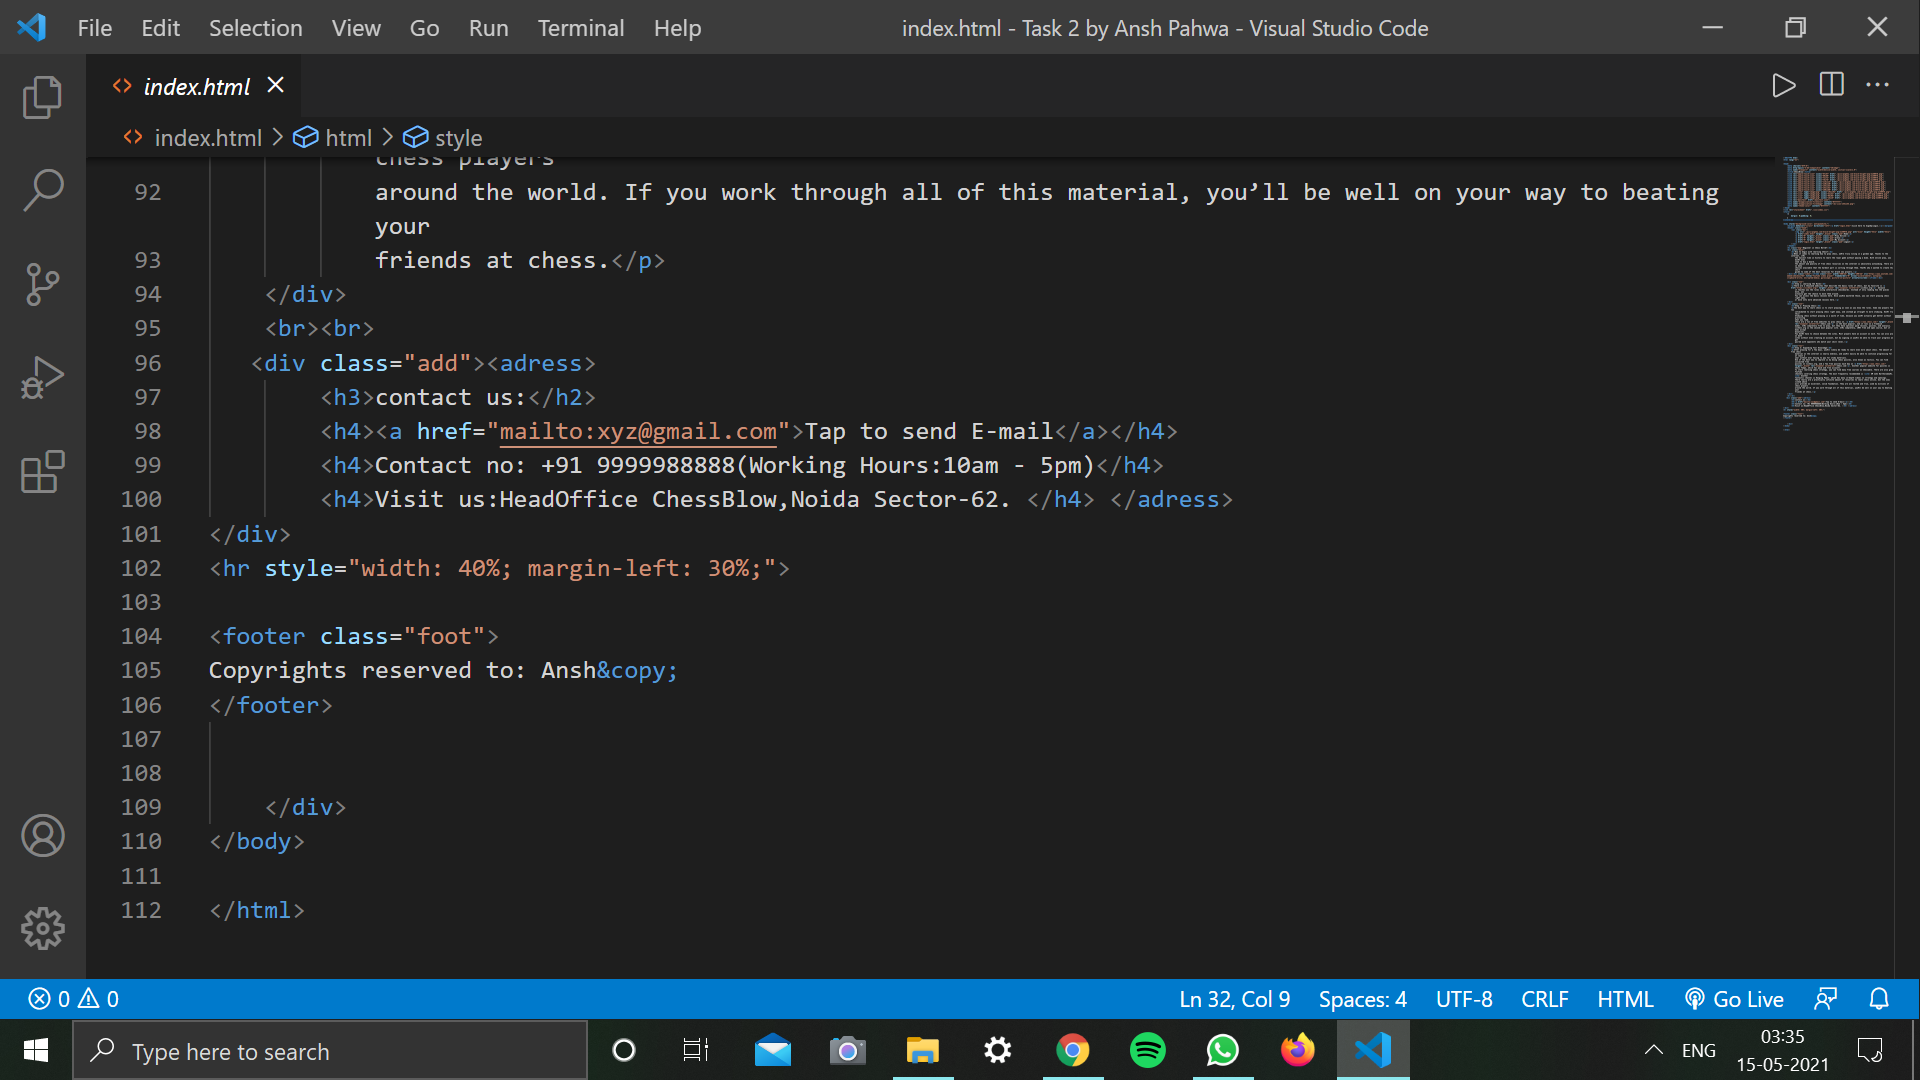 File Edit Selection View Go Run Terminal Help index.html - Task 2 by Ansh Pahwa - Visual Studio Code
index.html
index.html > html > style
chess players
92 around the world. If you work through all of this material, you’ll be well on your way to beating
your
93 friends at chess.</p>
94 </div>
95 <br><br>
96 <div class="add"><adress>
97 <h3>contact us:</h2>
98 <h4><a href="mailto:xyz@gmail.com">Tap to send E-mail</a></h4>
99 <h4>Contact no: +91 9999988888(Working Hours:10am - 5pm)</h4>
100 <h4>Visit us:HeadOffice ChessBlow,Noida Sector-62. </h4> </adress>
101 </div>
102 <hr style="width: 40%; margin-left: 30%;">
103
104 <footer class="foot">
105 Copyrights reserved to: Ansh&copy;
106 </footer>
107
108
109 </div>
110 </body>
111
112 </html>
0 0 Ln 32, Col 9 Spaces: 4 UTF-8 CRLF HTML Go Live
Type here to search ENG 03:35
15-05-2021